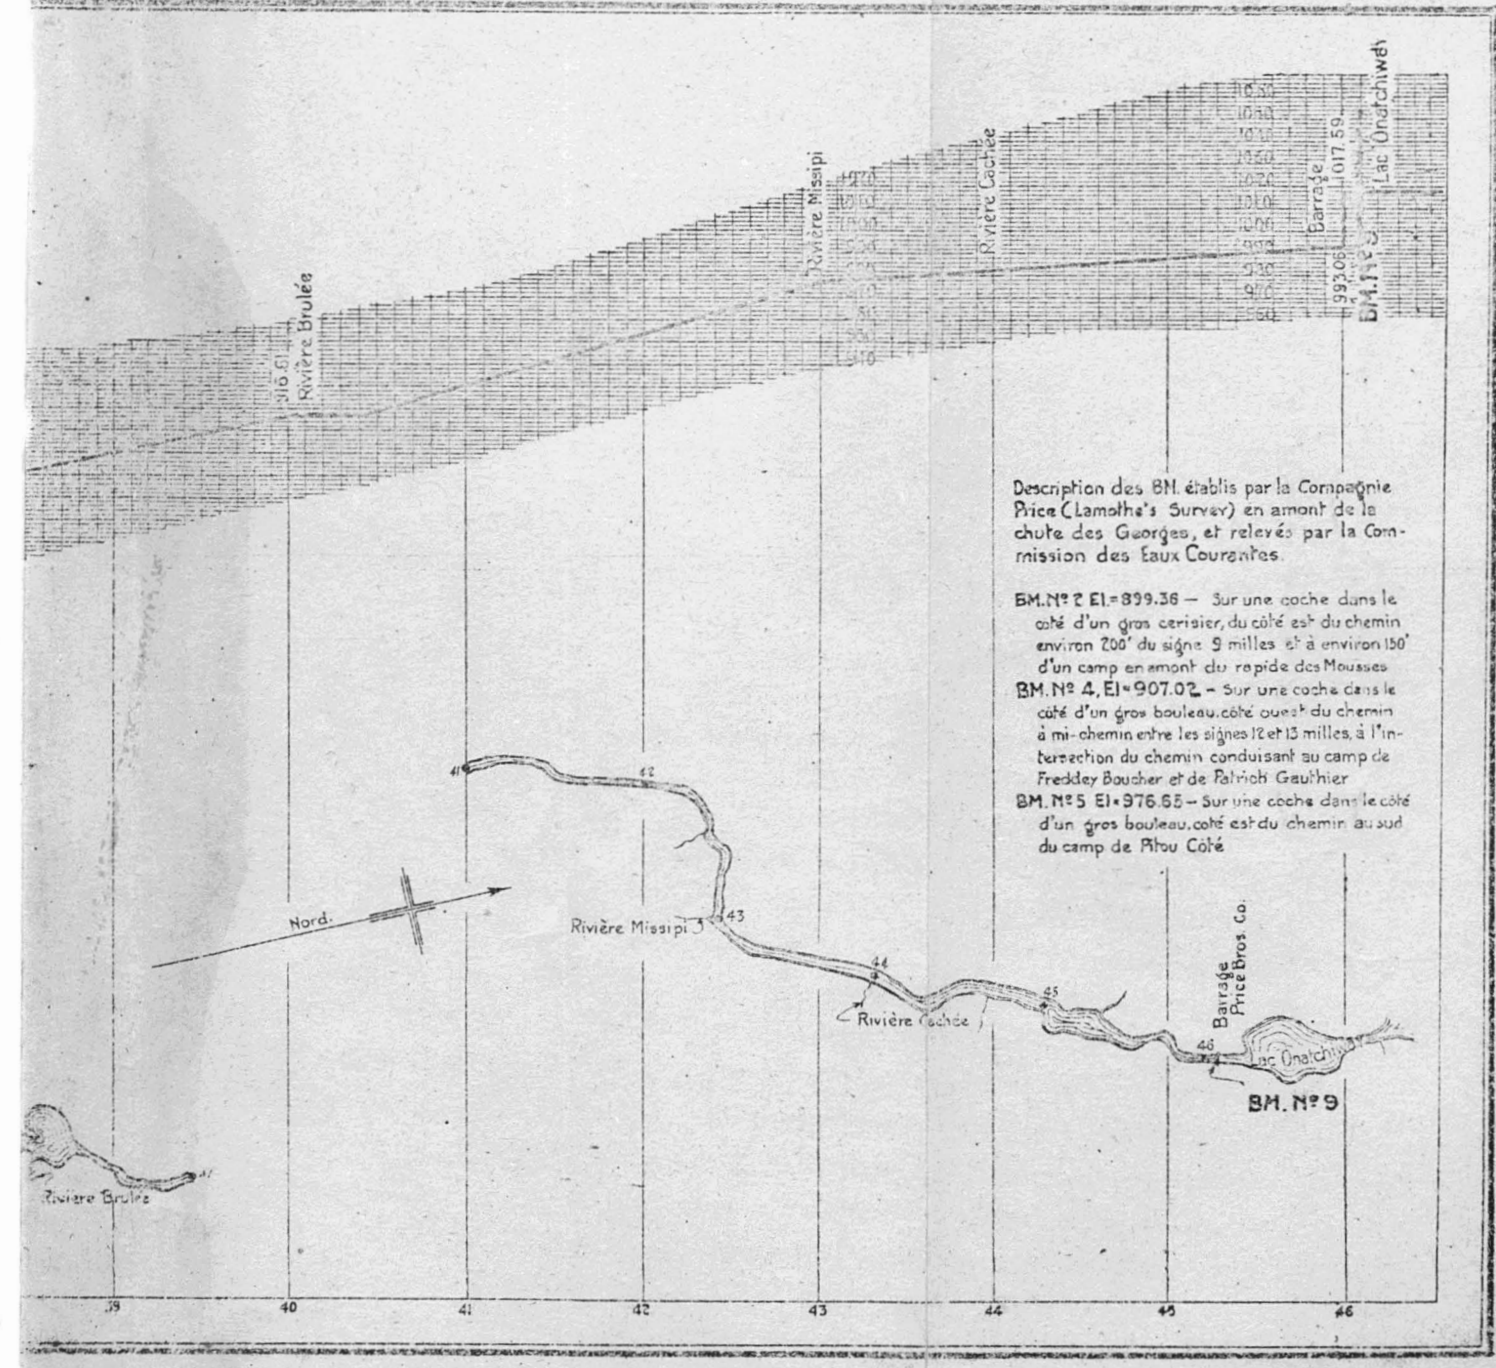 Lac Onatchiwa
Barrage
1017.59
993.06
BM. Nº
Rivière Cachée
Rivière Missipi
Rivière Brulée
916.61
Description des BM. établis par la Compagnie
Price (Lamothe's Survey) en amont de la
chute des Georges, et relevés par la Com-
mission des Eaux Courantes.
BM. Nº 2 El.=899.36 — Sur une coche dans le
coté d'un gros cerisier, du côté est du chemin
environ 200' du signe 9 milles et à environ 150'
d'un camp en amont du rapide des Mousses
BM. Nº 4, El=907.02 - Sur une coche dans le
côté d'un gros bouleau. côté ouest du chemin
à mi-chemin entre les signes 12 et 13 milles, à l'in-
tersection du chemin conduisant au camp de
Freddey Boucher et de Patrich Gauthier
BM. Nº 5 El=976.65 - Sur une coche dans le côté
d'un gros bouleau. coté est du chemin au sud
du camp de Pitou Côté
41
42
Nord.
Rivière Missipi
43
44
Rivière Cachée
45
46
Barrage
Price Bros. Co.
Lac Onatchi
BM. Nº 9
Rivière Brulée
41
39
40
41
42
43
44
45
46